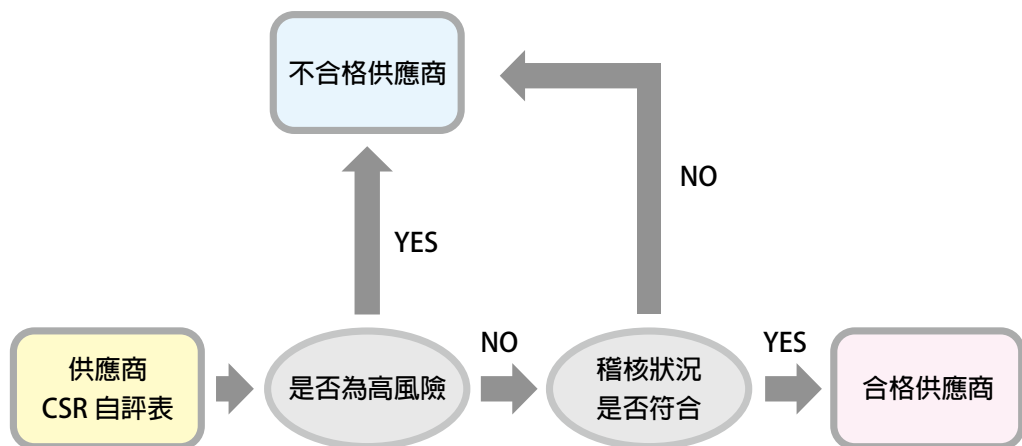 不合格供應商
NO
YES
供應商
CSR 自評表
是否為高風險
NO
稽核狀況
是否符合
YES
合格供應商